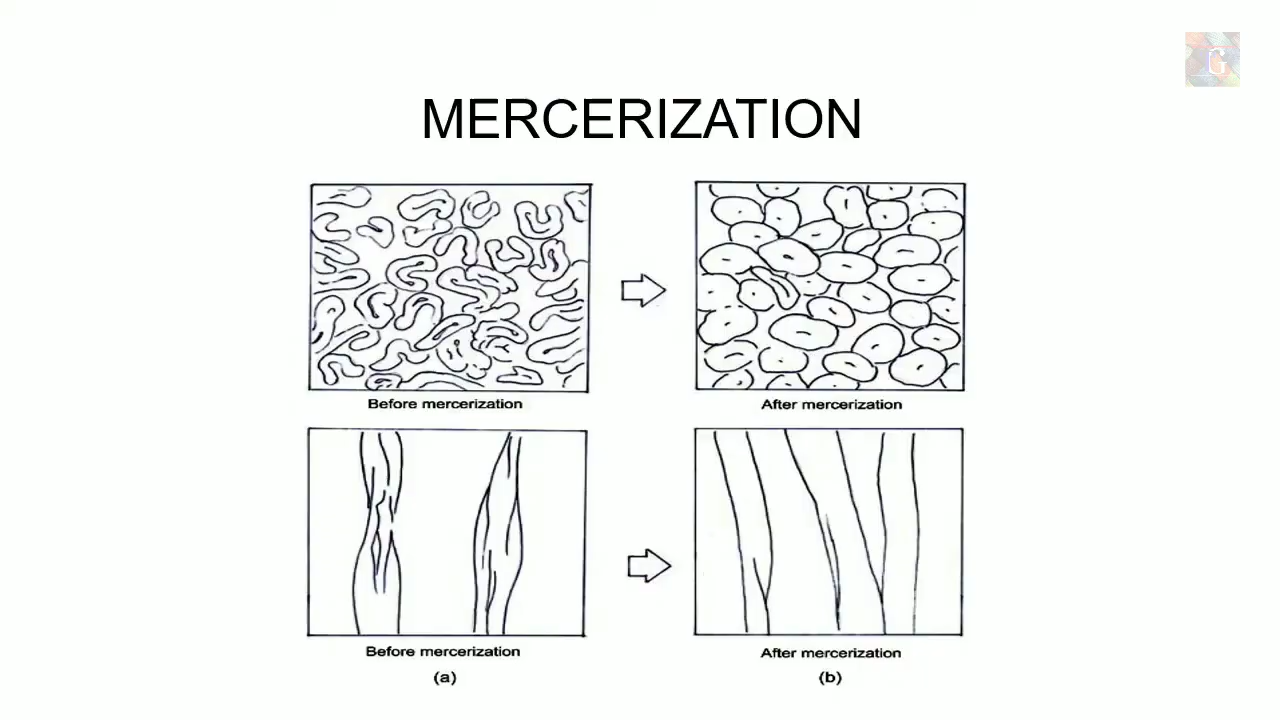 G
MERCERIZATION
Before mercerization
After mercerization
Before mercerization
After mercerization
(a)
(b)